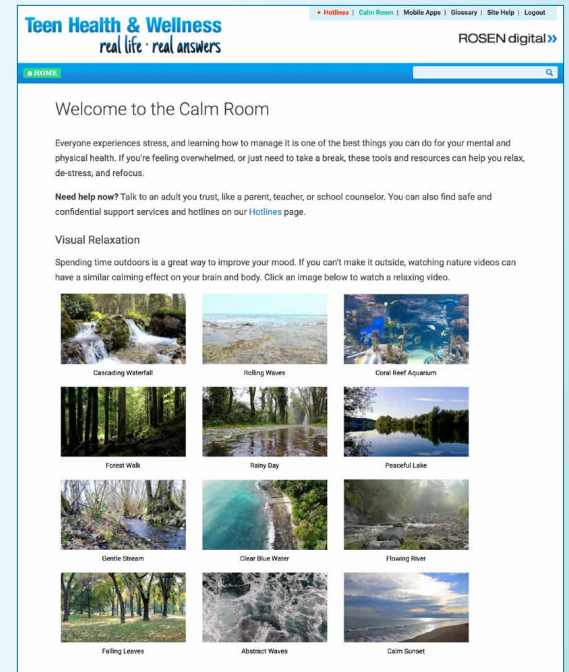 Teen Health & Wellness
real life · real answers
• Hotlines | Calm Room | Mobile Apps | Glossary | Site Help | Logout
ROSEN digital»
HOME
Welcome to the Calm Room
Everyone experiences stress, and learning how to manage it is one of the best things you can do for your mental and
physical health. If you're feeling overwhelmed, or just need to take a break, these tools and resources can help you relax,
de-stress, and refocus.
Need help now? Talk to an adult you trust, like a parent, teacher, or school counselor. You can also find safe and
confidential support services and hotlines on our Hotlines page.
Visual Relaxation
Spending time outdoors is a great way to improve your mood. If you can't make it outside, watching nature videos can
have a similar calming effect on your brain and body. Click an image below to watch a relaxing video.
Cascading Waterfall
Rolling Waves
Coral Reef Aquarium
Forest Walk
Rainy Day
Peaceful Lake
Gentle Stream
Clear Blue Water
Flowing River
Falling Leaves
Abstract Waves
Calm Sunset